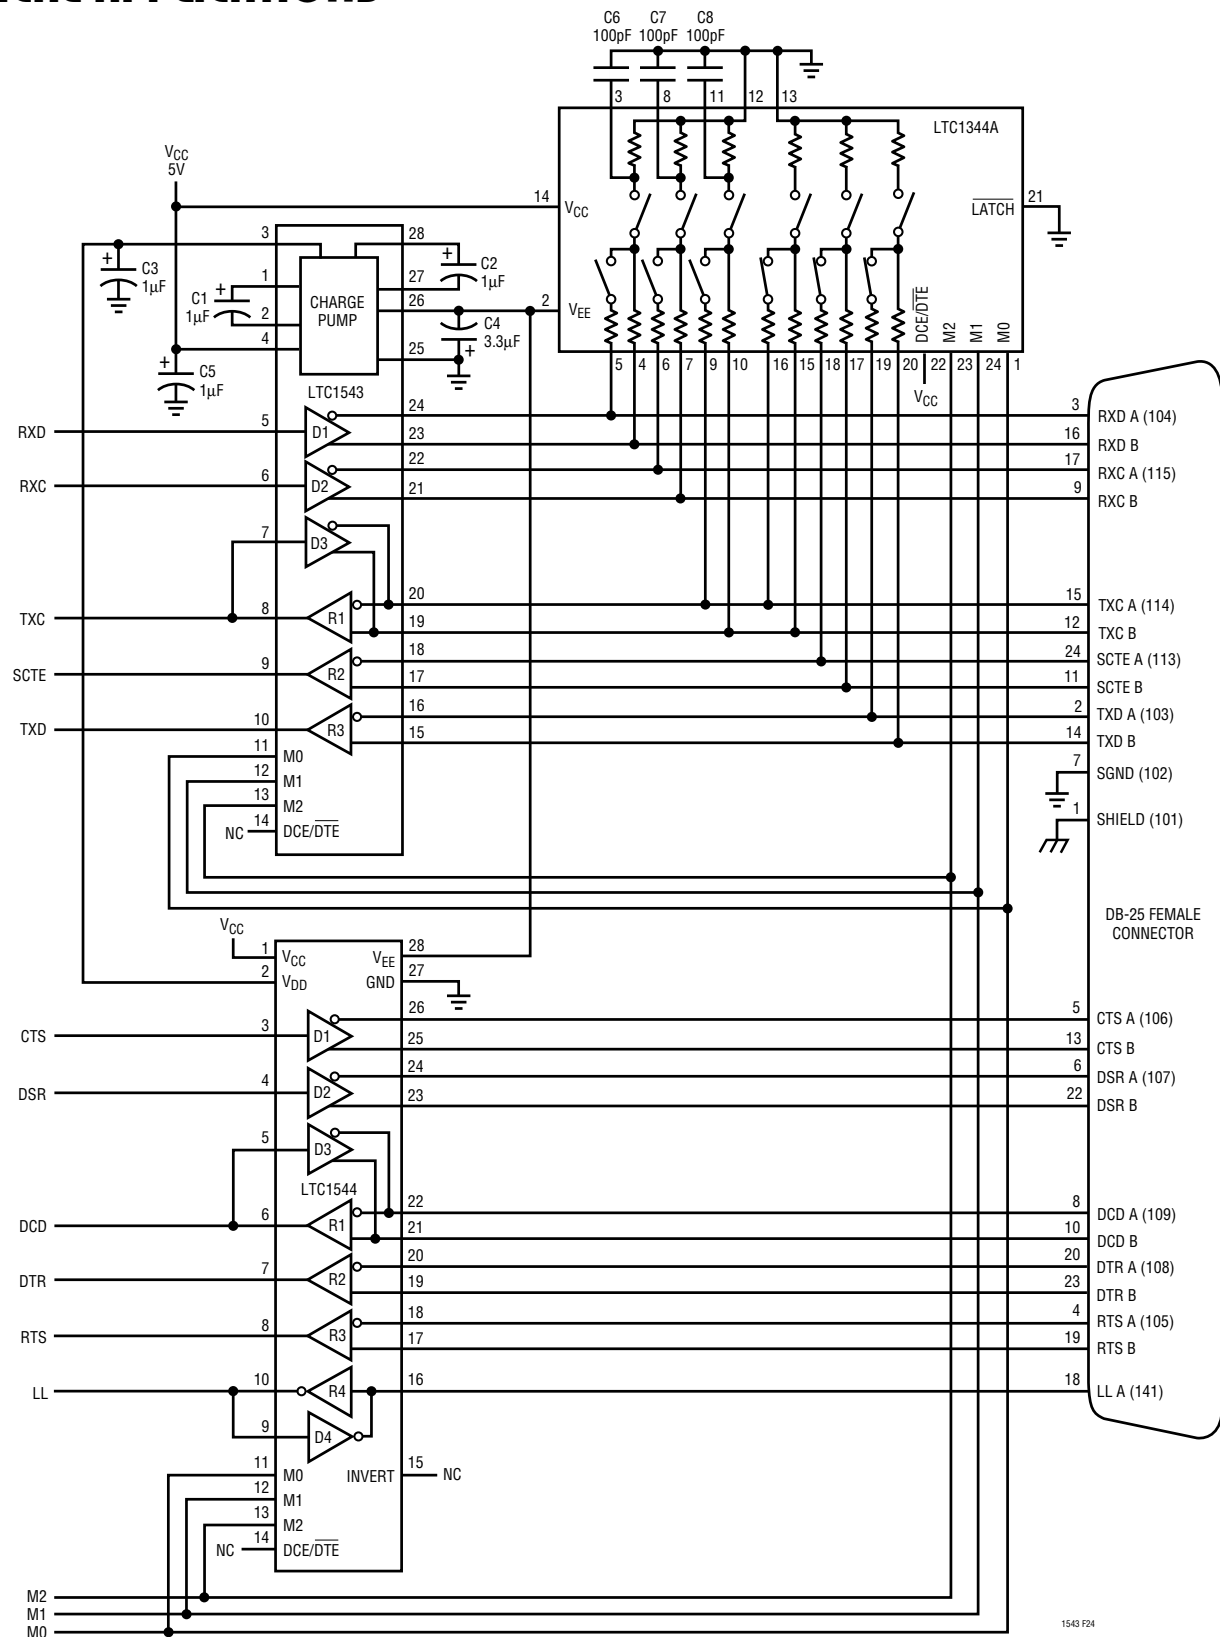 C6 C7 C8
100pF 100pF 100pF
3 8 11 12 13
LTC1344A
VCC
5V
14
VCC
LATCH
21
3
28
C3
1µF
1
27
C2
1µF
C1
1µF
CHARGE
PUMP
26
2
VEE
2
C4
3.3µF
4
25
DCE/DTE
M2
M1
M0
C5
1µF
5 4 6 7 9 10 16 15 18 17 19 20 22 23 24 1
VCC
LTC1543
RXD 5 D1 24 3 RXD A (104)
23 16 RXD B
RXC 6 D2 22 17 RXC A (115)
21 9 RXC B
7 D3
TXC 8 R1 20 15 TXC A (114)
19 12 TXC B
SCTE 9 R2 18 24 SCTE A (113)
17 11 SCTE B
TXD 10 R3 16 2 TXD A (103)
15 14 TXD B
11 M0
12 M1
7 SGND (102)
13 M2
NC 14 DCE/DTE
1 SHIELD (101)
DB-25 FEMALE
CONNECTOR
VCC
1 VCC VEE 28
2 VDD GND 27
CTS 3 D1 26 5 CTS A (106)
25 13 CTS B
DSR 4 D2 24 6 DSR A (107)
23 22 DSR B
5 D3
LTC1544
DCD 6 R1 22 8 DCD A (109)
21 10 DCD B
DTR 7 R2 20 20 DTR A (108)
19 23 DTR B
RTS 8 R3 18 4 RTS A (105)
17 19 RTS B
LL 10 R4 16 18 LL A (141)
9 D4
11 M0 INVERT 15 NC
12 M1
13 M2
NC 14 DCE/DTE
M2
M1
M0
1543 F24